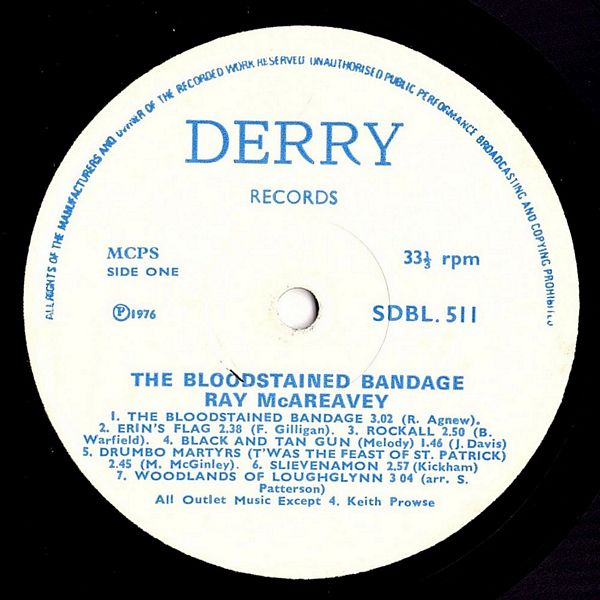 ALL RIGHTS OF THE MANUFACTURERS AND OWNER OF THE RECORDED WORK RESERVED UNAUTHORISED PUBLIC PERFORMANCE BROADCASTING AND COPYING PROHIBITED
DERRY
RECORDS
MCPS
SIDE ONE
33⅓ rpm
Ⓟ1976
SDBL. 511
THE BLOODSTAINED BANDAGE
RAY McAREAVEY
1. THE BLOODSTAINED BANDAGE 3.02 (R. Agnew).
2. ERIN'S FLAG 2.38 (F. Gilligan). 3. ROCKALL 2.50 (B.
Warfield). 4. BLACK AND TAN GUN (Melody) 1.46 (J. Davis)
5. DRUMBO MARTYRS (T'WAS THE FEAST OF ST. PATRICK)
2.45 (M. McGinley). 6. SLIEVENAMON 2.57 (Kickham)
7. WOODLANDS OF LOUGHGLYNN 3 04 (arr. S.
Patterson)
All Outlet Music Except 4. Keith Prowse